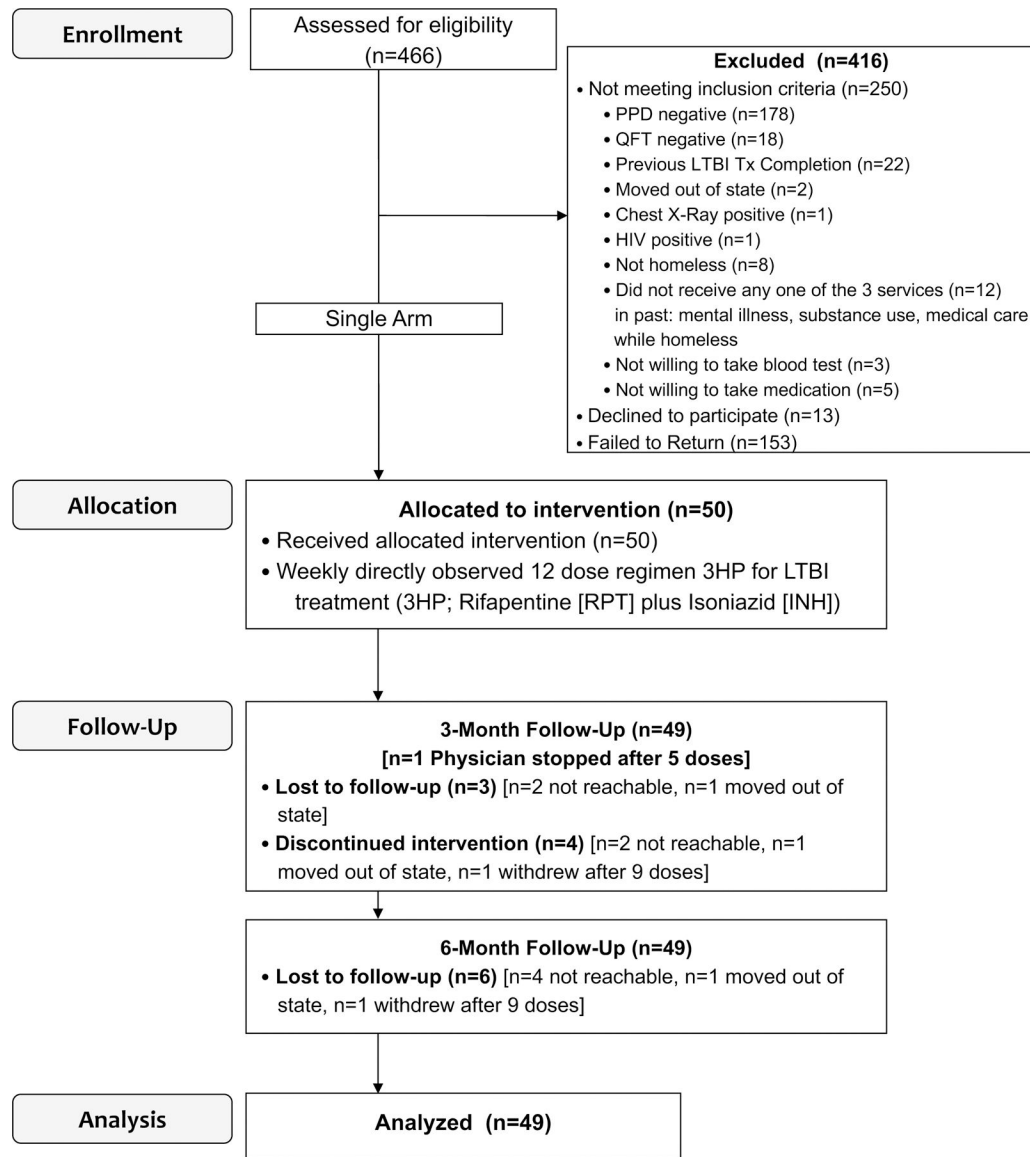 Enrollment
Assessed for eligibility
(n=466)
Excluded (n=416)
• Not meeting inclusion criteria (n=250)
• PPD negative (n=178)
• QFT negative (n=18)
• Previous LTBI Tx Completion (n=22)
• Moved out of state (n=2)
• Chest X-Ray positive (n=1)
• HIV positive (n=1)
• Not homeless (n=8)
• Did not receive any one of the 3 services (n=12)
in past: mental illness, substance use, medical care
while homeless
• Not willing to take blood test (n=3)
• Not willing to take medication (n=5)
• Declined to participate (n=13)
• Failed to Return (n=153)
Single Arm
Allocation
Allocated to intervention (n=50)
• Received allocated intervention (n=50)
• Weekly directly observed 12 dose regimen 3HP for LTBI
treatment (3HP; Rifapentine [RPT] plus Isoniazid [INH])
Follow-Up
3-Month Follow-Up (n=49)
[n=1 Physician stopped after 5 doses]
• Lost to follow-up (n=3) [n=2 not reachable, n=1 moved out of
state]
• Discontinued intervention (n=4) [n=2 not reachable, n=1
moved out of state, n=1 withdrew after 9 doses]
6-Month Follow-Up (n=49)
• Lost to follow-up (n=6) [n=4 not reachable, n=1 moved out of
state, n=1 withdrew after 9 doses]
Analysis
Analyzed (n=49)